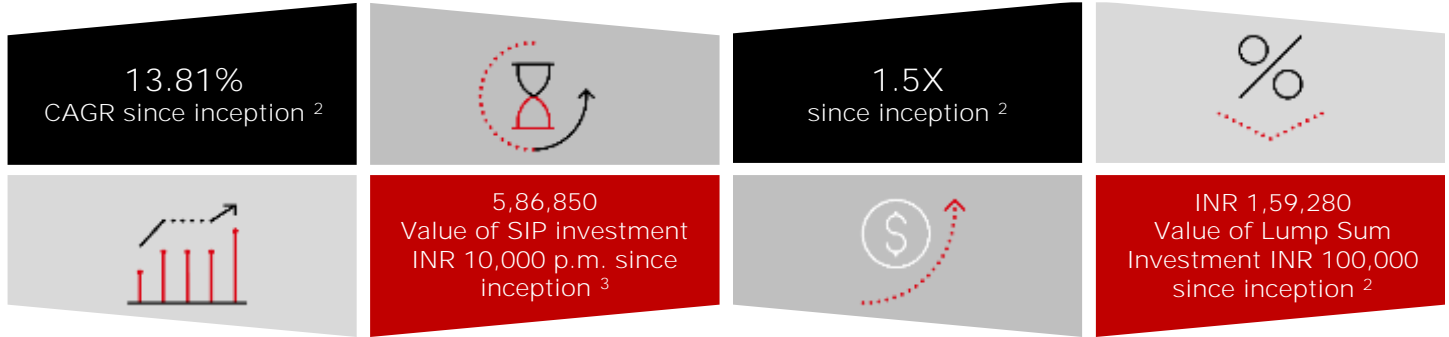 13.81%
CAGR since inception ²
1.5X
since inception ²
5,86,850
Value of SIP investment
INR 10,000 p.m. since
inception ³
INR 1,59,280
Value of Lump Sum
Investment INR 100,000
since inception ²